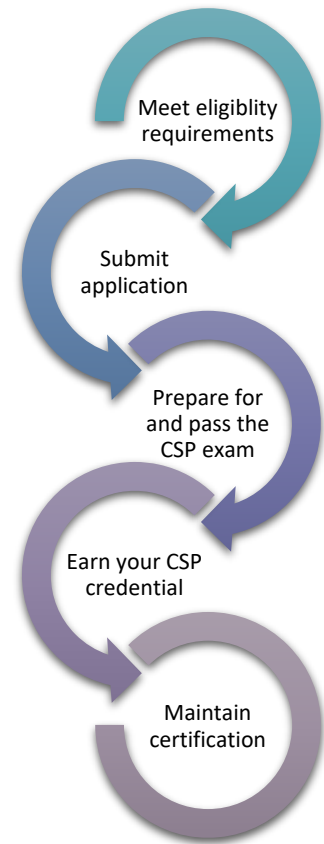 Meet eligiblity
requirements
Submit
application
Prepare for
and pass the
CSP exam
Earn your CSP
credential
Maintain
certification